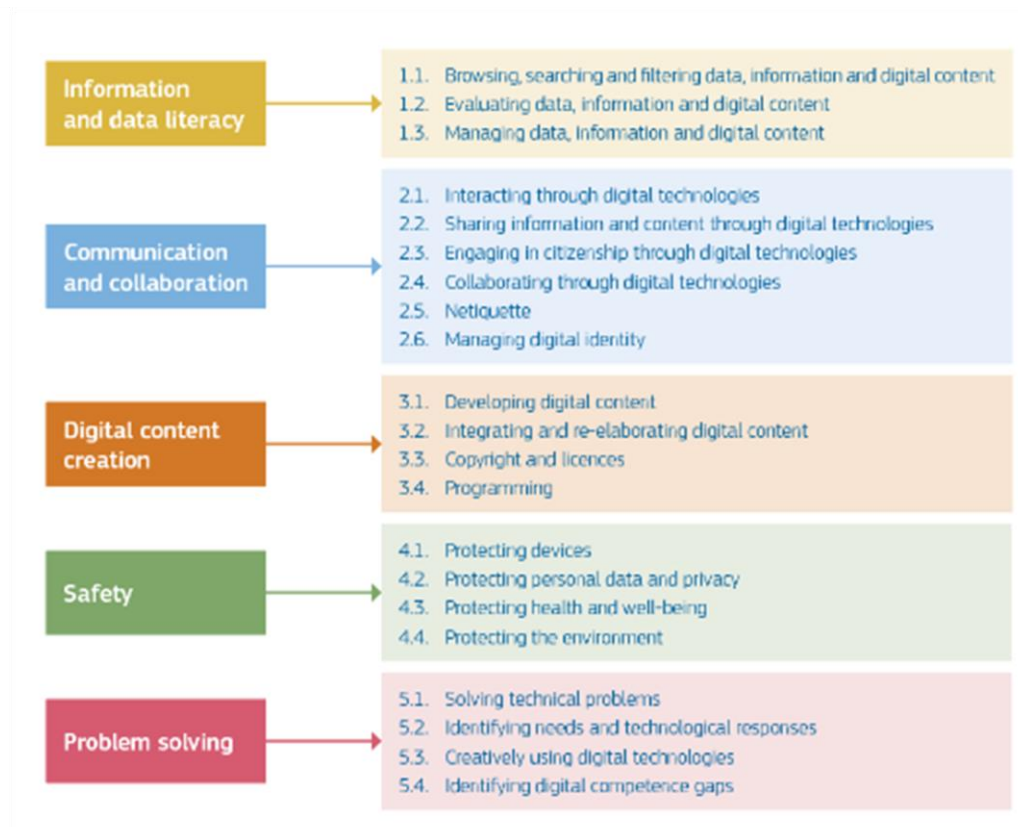 Information
and data literacy
1.1. Browsing, searching and filtering data, information and digital content
1.2. Evaluating data, information and digital content
1.3. Managing data, information and digital content
Communication
and collaboration
2.1. Interacting through digital technologies
2.2. Sharing information and content through digital technologies
2.3. Engaging in citizenship through digital technologies
2.4. Collaborating through digital technologies
2.5. Netiquette
2.6. Managing digital identity
Digital content
creation
3.1. Developing digital content
3.2. Integrating and re-elaborating digital content
3.3. Copyright and licences
3.4. Programming
Safety
4.1. Protecting devices
4.2. Protecting personal data and privacy
4.3. Protecting health and well-being
4.4. Protecting the environment
Problem solving
5.1. Solving technical problems
5.2. Identifying needs and technological responses
5.3. Creatively using digital technologies
5.4. Identifying digital competence gaps